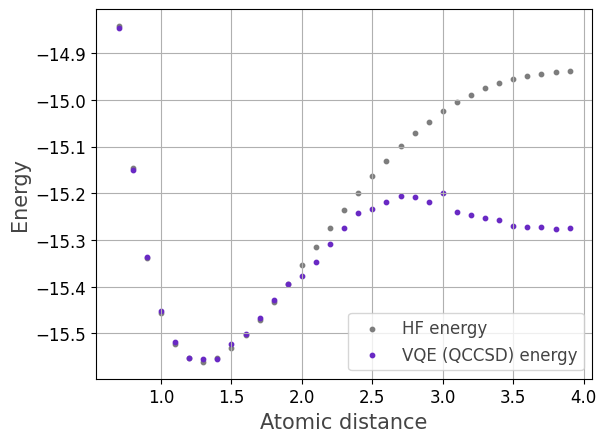 Energy
−14.9
−15.0
−15.1
−15.2
−15.3
−15.4
−15.5
HF energy
VQE (QCCSD) energy
1.0 1.5 2.0 2.5 3.0 3.5 4.0
Atomic distance